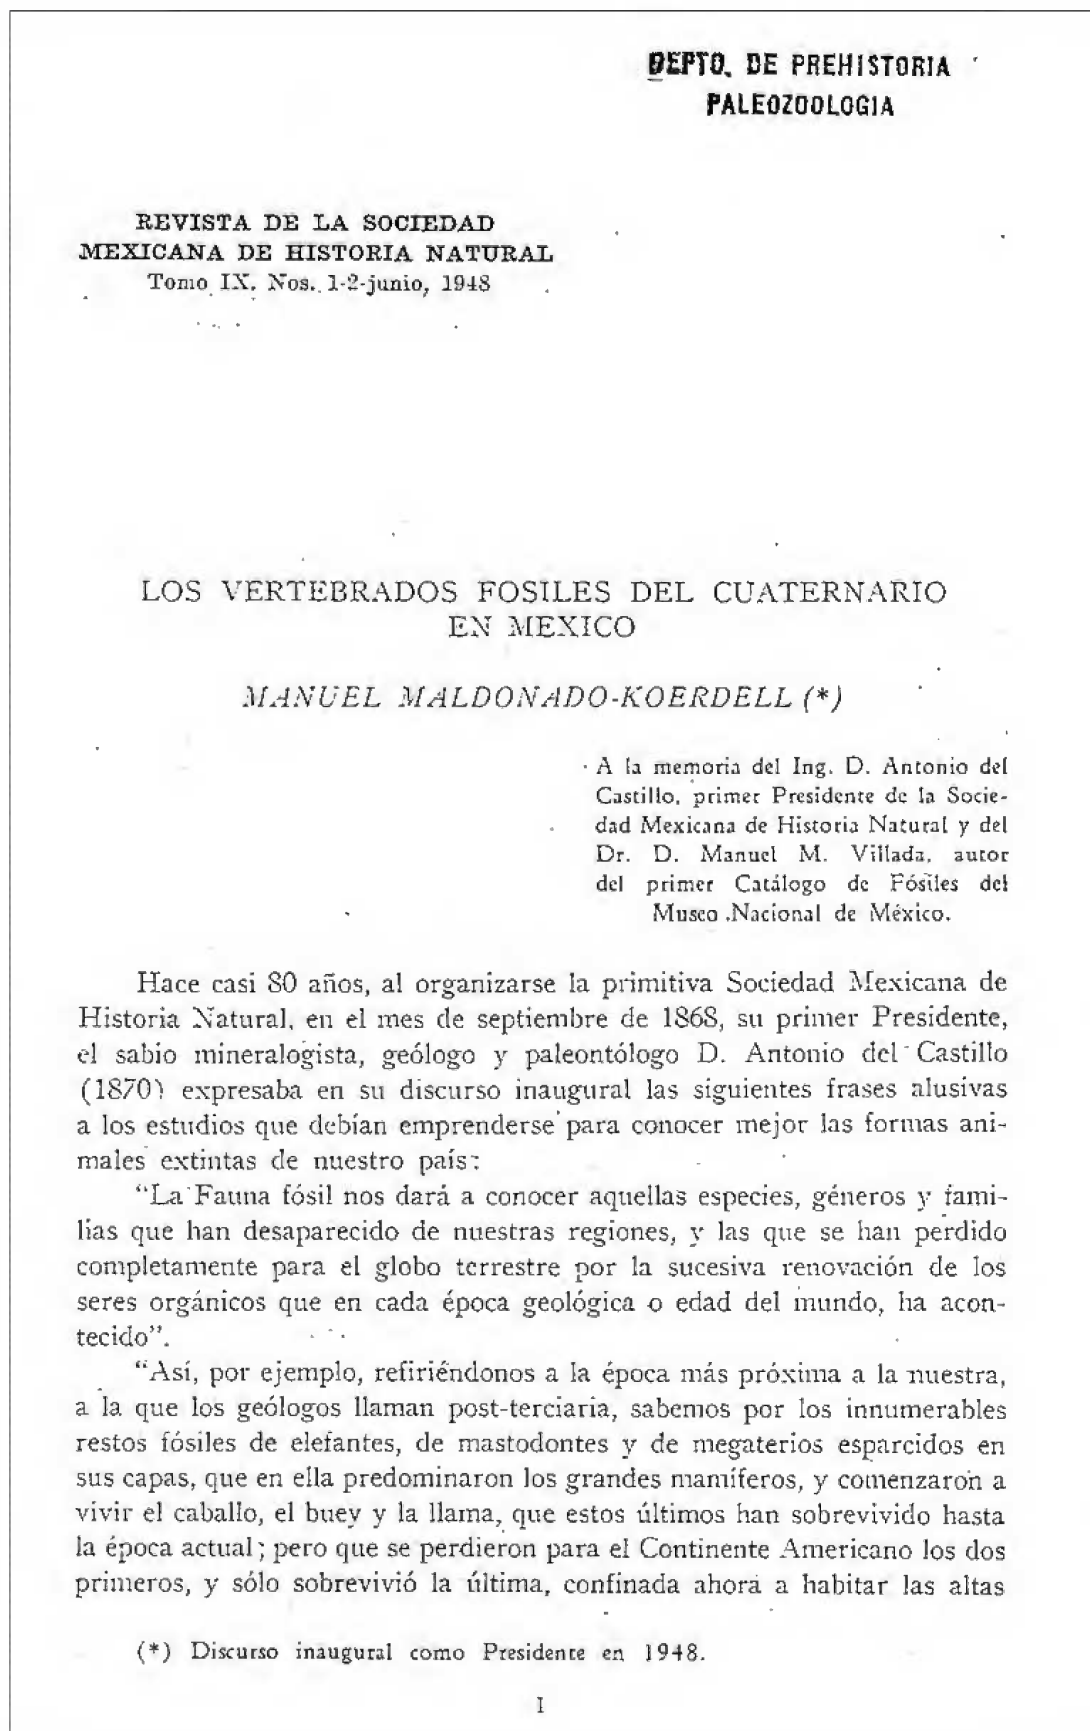 DEPTO. DE PREHISTORIA
PALEOZOOLOGIA
REVISTA DE LA SOCIEDAD
MEXICANA DE HISTORIA NATURAL
Tomo IX. Nos. 1-2-junio, 1948
LOS VERTEBRADOS FOSILES DEL CUATERNARIO
EN MEXICO
MANUEL MALDONADO-KOERDELL (*)
A la memoria del Ing. D. Antonio del
Castillo, primer Presidente de la Socie-
dad Mexicana de Historia Natural y del
Dr. D. Manuel M. Villada, autor
del primer Catálogo de Fósiles del
Museo Nacional de México.
Hace casi 80 años, al organizarse la primitiva Sociedad Mexicana de
Historia Natural, en el mes de septiembre de 1868, su primer Presidente,
el sabio mineralogista, geólogo y paleontólogo D. Antonio del Castillo
(1870) expresaba en su discurso inaugural las siguientes frases alusivas
a los estudios que debían emprenderse para conocer mejor las formas ani-
males extintas de nuestro país:
"La Fauna fósil nos dará a conocer aquellas especies, géneros y fami-
lias que han desaparecido de nuestras regiones, y las que se han perdido
completamente para el globo terrestre por la sucesiva renovación de los
seres orgánicos que en cada época geológica o edad del mundo, ha acon-
tecido".
"Así, por ejemplo, refiriéndonos a la época más próxima a la nuestra,
a la que los geólogos llaman post-terciaria, sabemos por los innumerables
restos fósiles de elefantes, de mastodontes y de megaterios esparcidos en
sus capas, que en ella predominaron los grandes mamíferos, y comenzaron a
vivir el caballo, el buey y la llama, que estos últimos han sobrevivido hasta
la época actual; pero que se perdieron para el Continente Americano los dos
primeros, y sólo sobrevivió la última, confinada ahora a habitar las altas
(*) Discurso inaugural como Presidente en 1948.
I